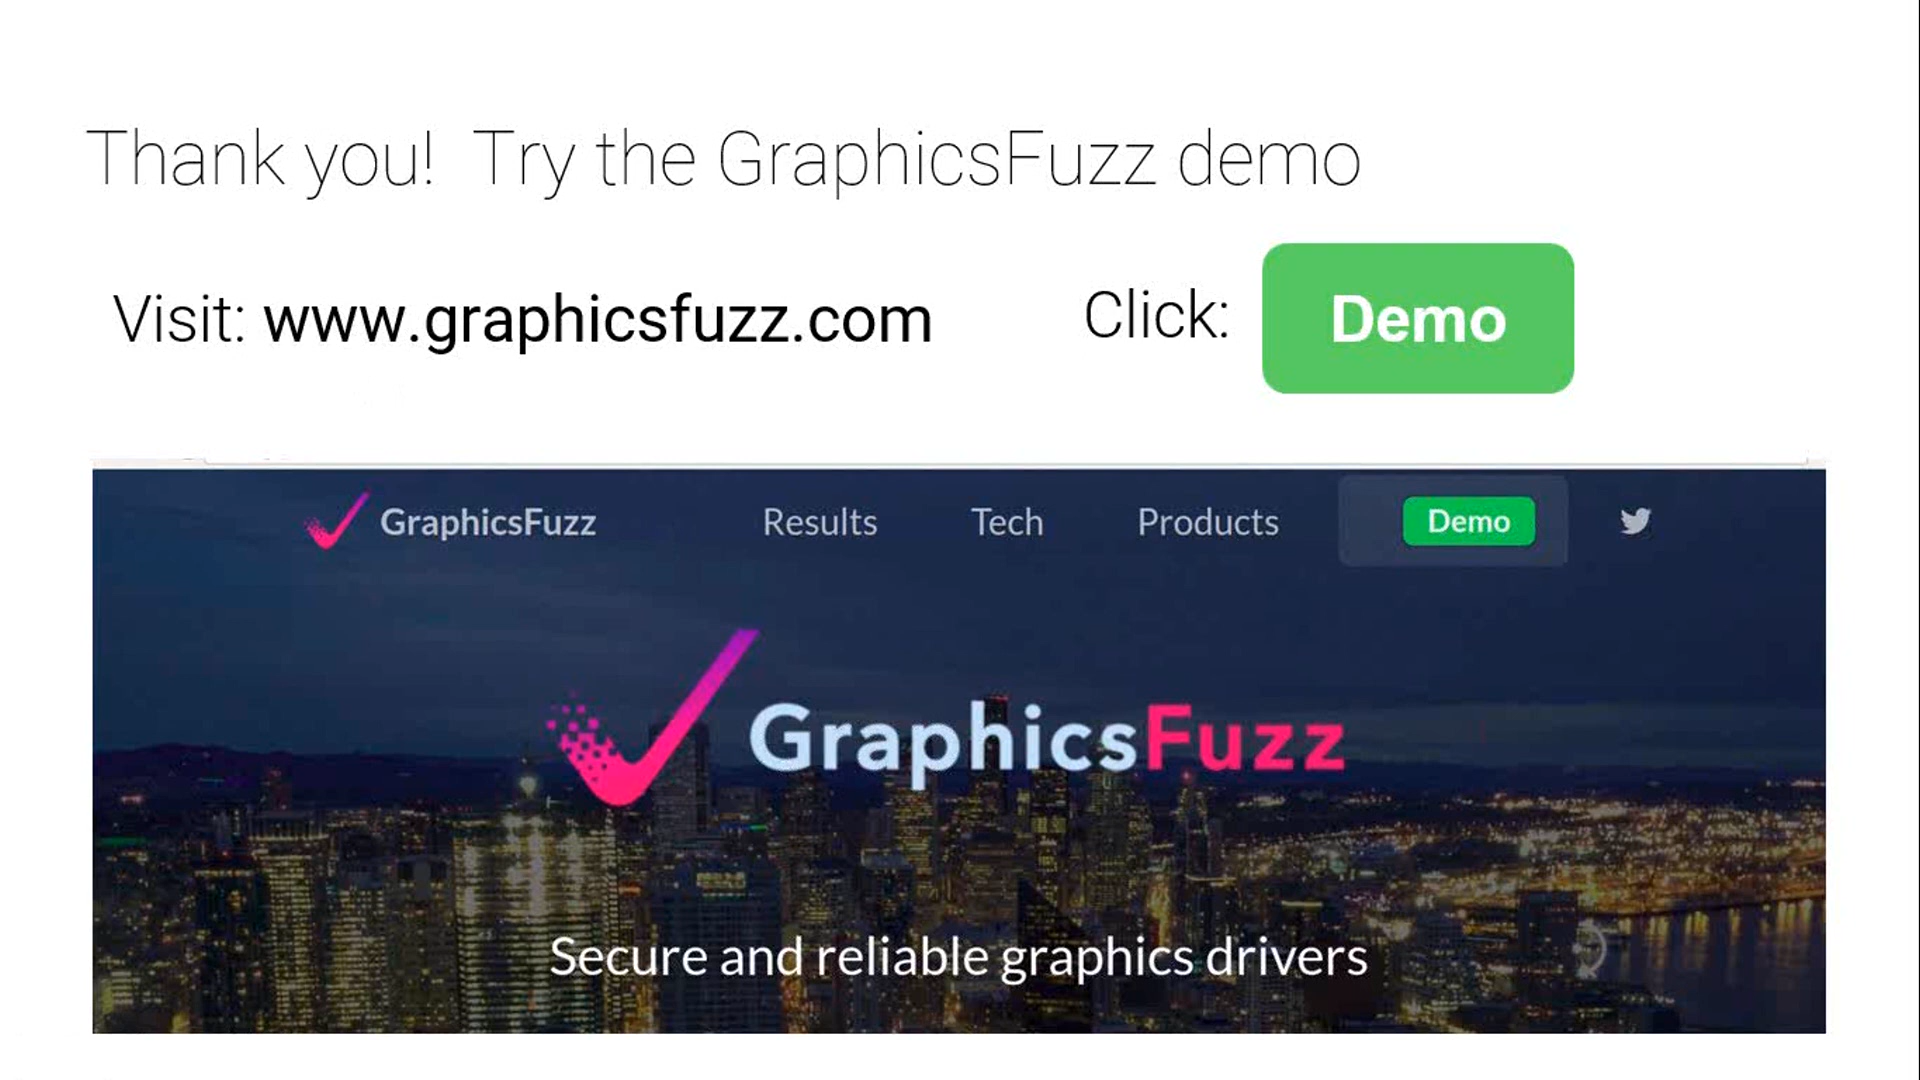 Thank you!  Try the GraphicsFuzz demo
Visit: www.graphicsfuzz.com
Click: Demo
GraphicsFuzz Results Tech Products Demo
GraphicsFuzz
Secure and reliable graphics drivers